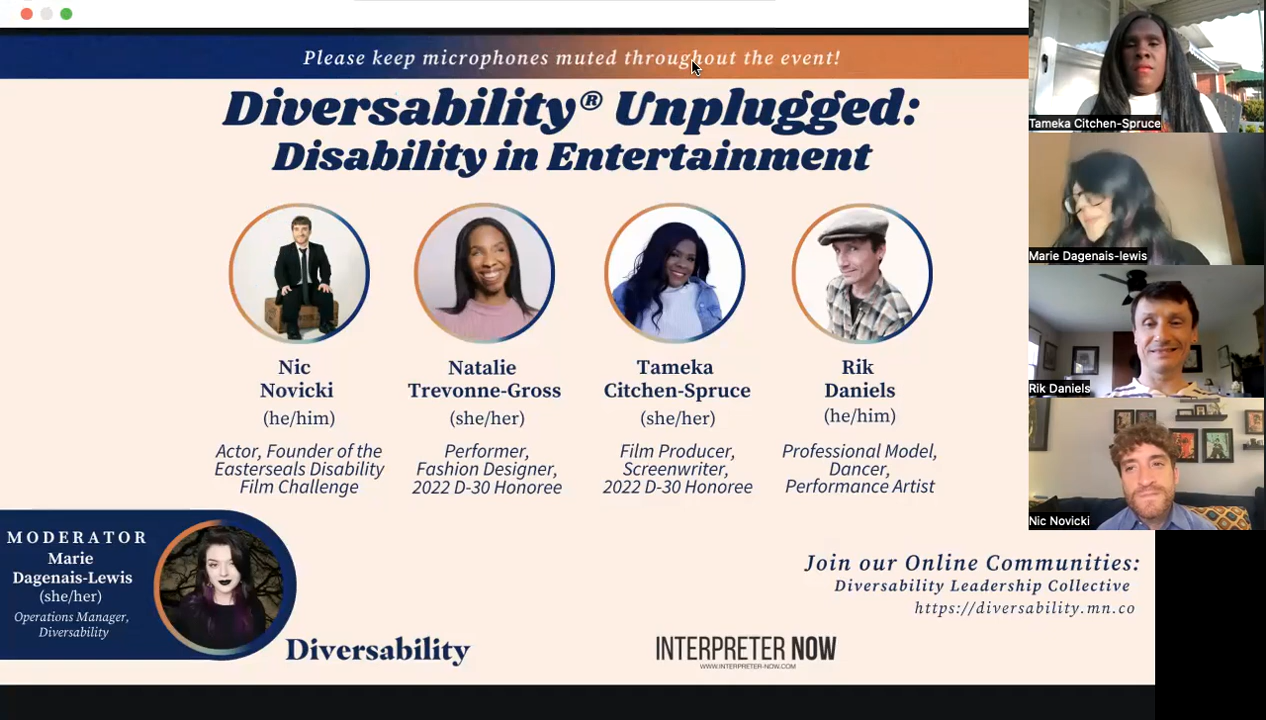 Please keep microphones muted throughout the event!
Diversability® Unplugged:
Disability in Entertainment
Nic
Novicki
(he/him)
Actor, Founder of the
Easterseals Disability
Film Challenge
Natalie
Trevonne-Gross
(she/her)
Performer,
Fashion Designer,
2022 D-30 Honoree
Tameka
Citchen-Spruce
(she/her)
Film Producer,
Screenwriter,
2022 D-30 Honoree
Rik
Daniels
(he/him)
Professional Model,
Dancer,
Performance Artist
MODERATOR
Marie
Dagenais-Lewis
(she/her)
Operations Manager,
Diversability
Diversability
INTERPRETER NOW
WWW.INTERPRETER-NOW.COM
Join our Online Communities:
Diversability Leadership Collective
https://diversability.mn.co
Tameka Citchen-Spruce
Marie Dagenais-lewis
Rik Daniels
Nic Novicki